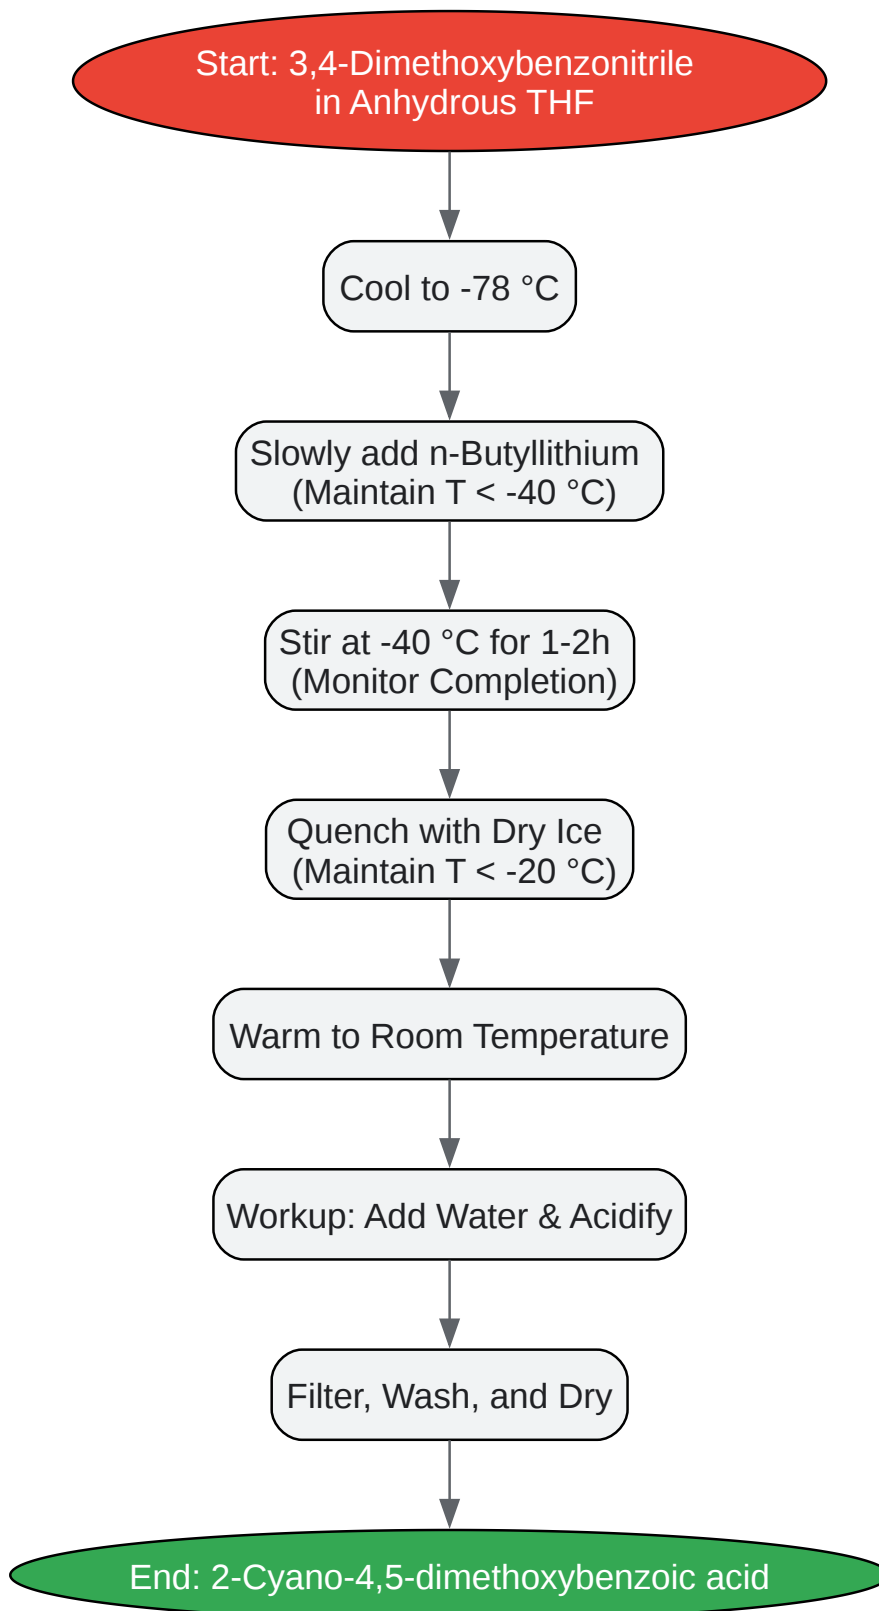 Start: 3,4-Dimethoxybenzonitrile
in Anhydrous THF
Cool to -78 °C
Slowly add n-Butyllithium
(Maintain T < -40 °C)
Stir at -40 °C for 1-2h
(Monitor Completion)
Quench with Dry Ice
(Maintain T < -20 °C)
Warm to Room Temperature
Workup: Add Water & Acidify
Filter, Wash, and Dry
End: 2-Cyano-4,5-dimethoxybenzoic acid